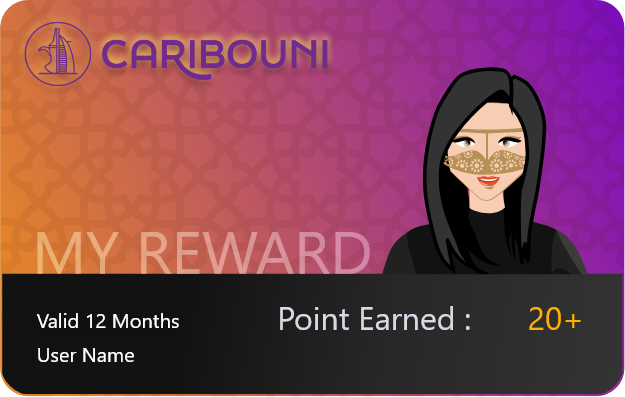 CARIBOUNI
MY REWARD
Valid 12 Months
Point Earned : 20+
User Name